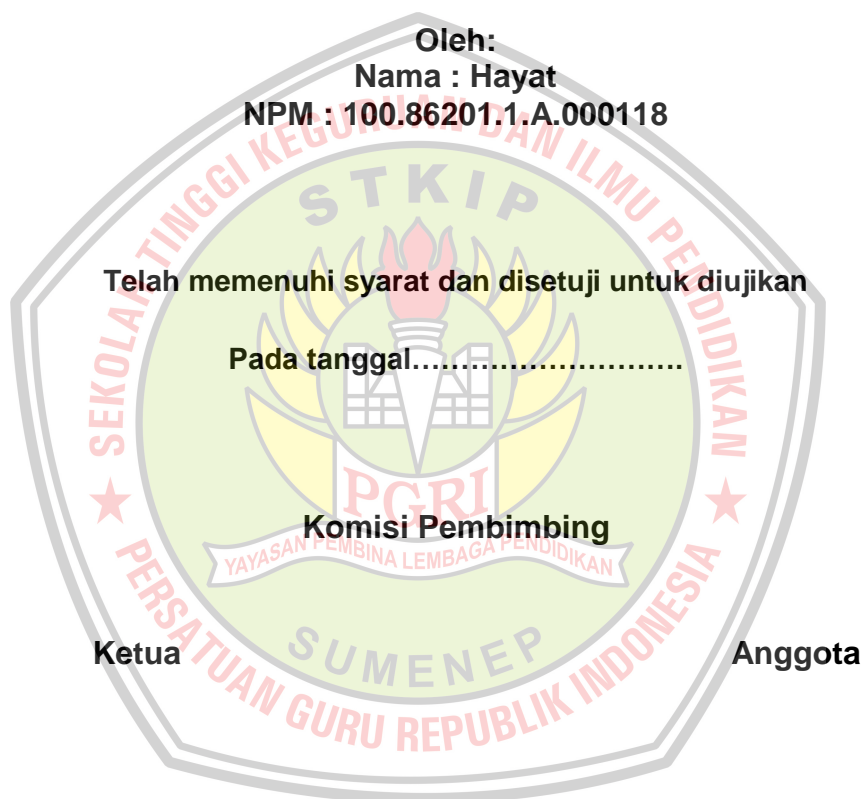 Oleh:
Nama : Hayat
NPM : 100.86201.1.A.000118
SEKOLAH TINGGI KEGURUAN DAN ILMU PENDIDIKAN
STKIP
Telah memenuhi syarat dan disetuji untuk diujikan
Pada tanggal……………………….
PGRI
Komisi Pembimbing
YAYASAN PEMBINA LEMBAGA PENDIDIKAN
Ketua
Anggota
SUMENEP
PERSATUAN GURU REPUBLIK INDONESIA